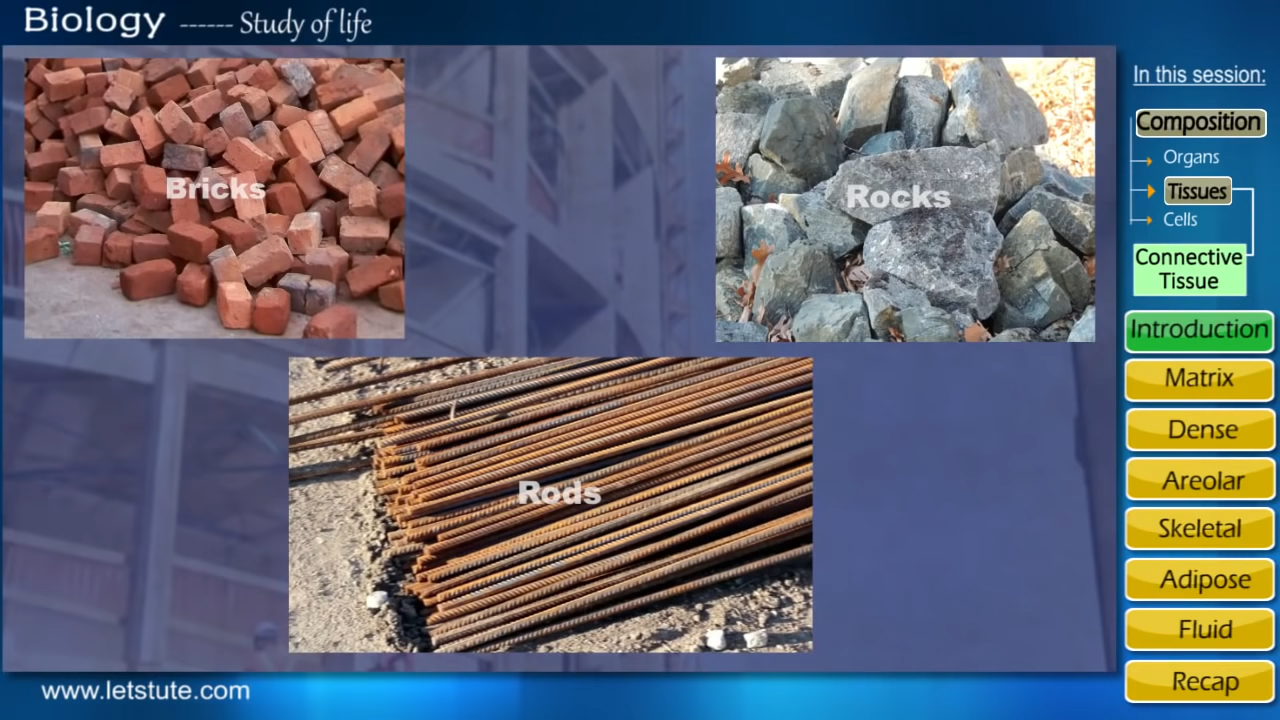 Biology ------ Study of life
Bricks
Rocks
Rods
In this session:
Composition
Organs
Tissues
Cells
Connective
Tissue
Introduction
Matrix
Dense
Areolar
Skeletal
Adipose
Fluid
Recap
www.letstute.com